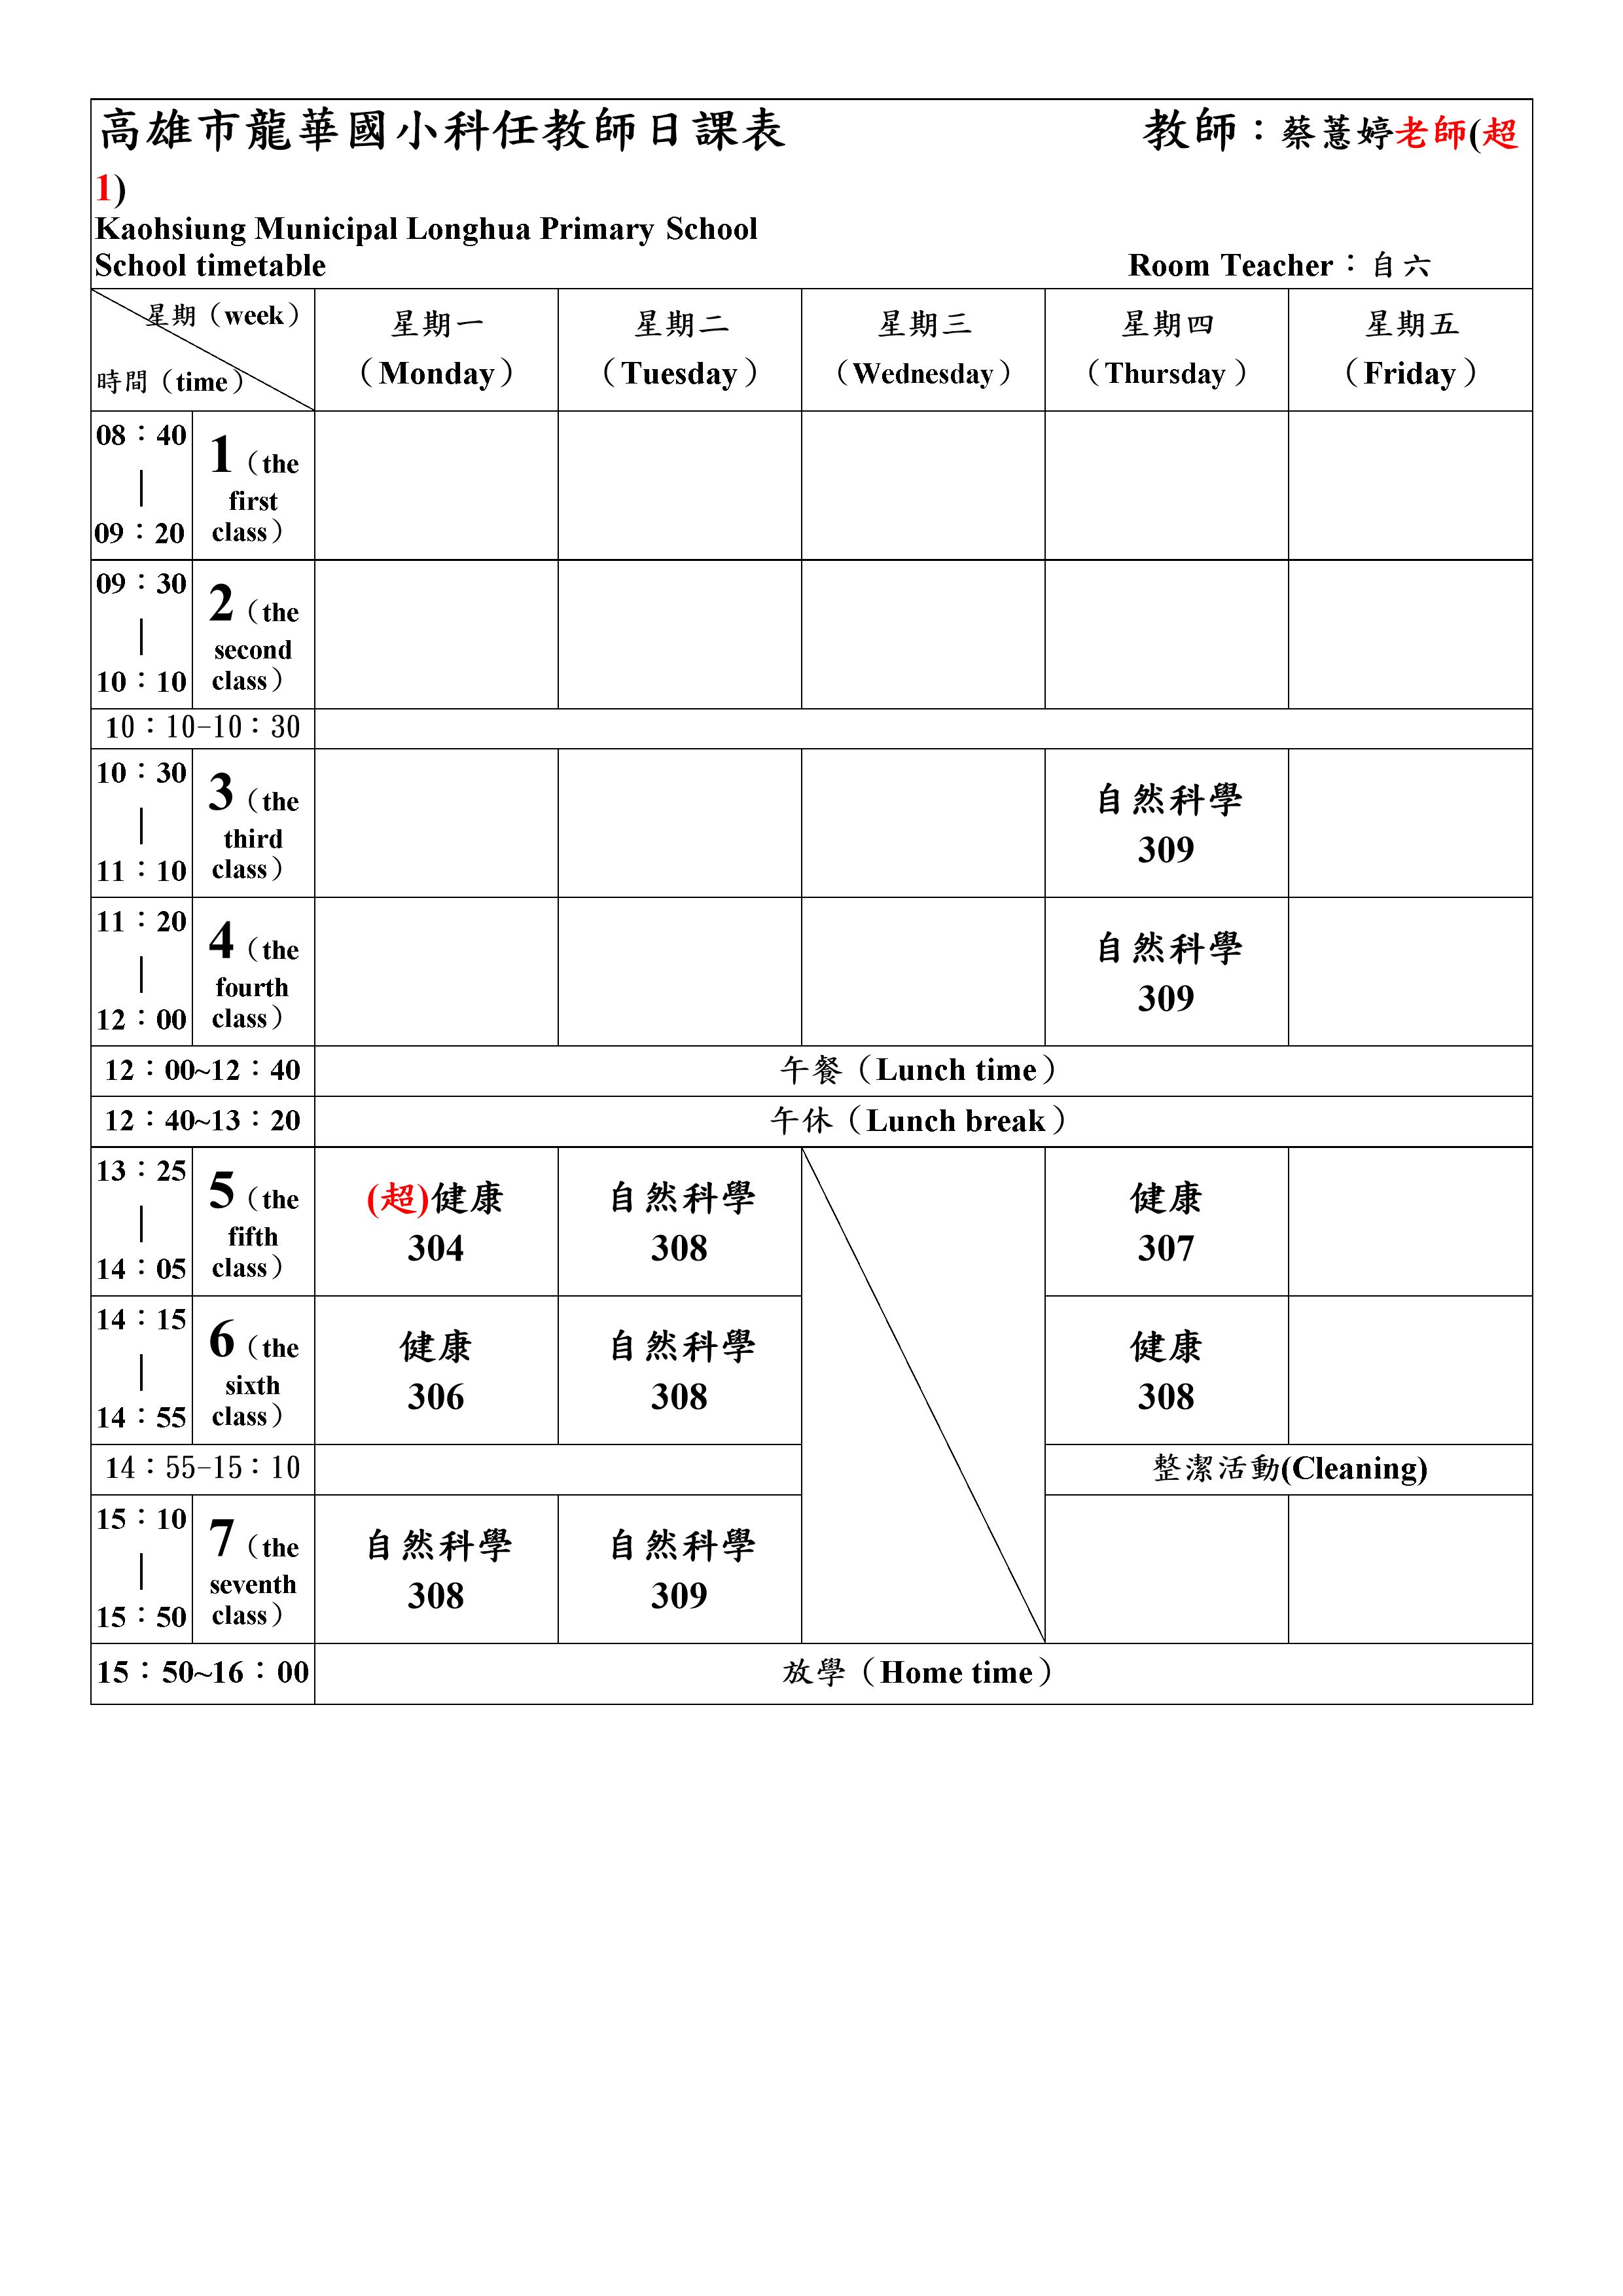 高雄市龍華國小科任教師日課表 教師：蔡薏婷老師(超
1)
Kaohsiung Municipal Longhua Primary School
School timetable Room Teacher：自六
星期（week） 星期一 星期二 星期三 星期四 星期五
時間（time） （Monday） （Tuesday） （Wednesday） （Thursday） （Friday）
08：40
|
09：20
1（the
first
class）
09：30
|
10：10
2（the
second
class）
10：10-10：30
10：30
|
11：10
3（the
third
class）
自然科學
309
11：20
|
12：00
4（the
fourth
class）
自然科學
309
12：00~12：40 午餐（Lunch time）
12：40~13：20 午休（Lunch break）
13：25
|
14：05
5（the
fifth
class）
(超)健康
304
自然科學
308
健康
307
14：15
|
14：55
6（the
sixth
class）
健康
306
自然科學
308
健康
308
14：55-15：10 整潔活動(Cleaning)
15：10
|
15：50
7（the
seventh
class）
自然科學
308
自然科學
309
15：50~16：00 放學（Home time）